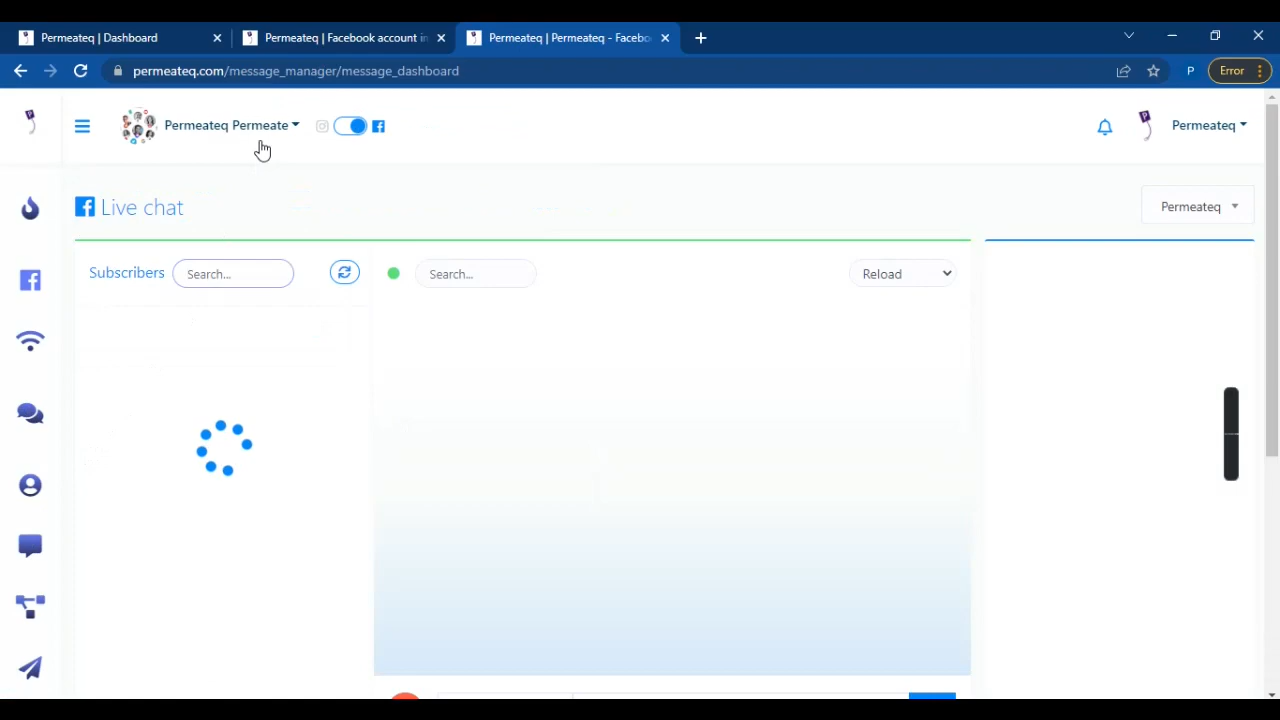 Permeateq | Dashboard
Permeateq | Facebook account in
Permeateq | Permeateq - Facebo
permeateq.com/message_manager/message_dashboard
P
Error
Permeateq Permeate
Permeateq
Live chat
Permeateq
Subscribers
Search...
Search...
Reload